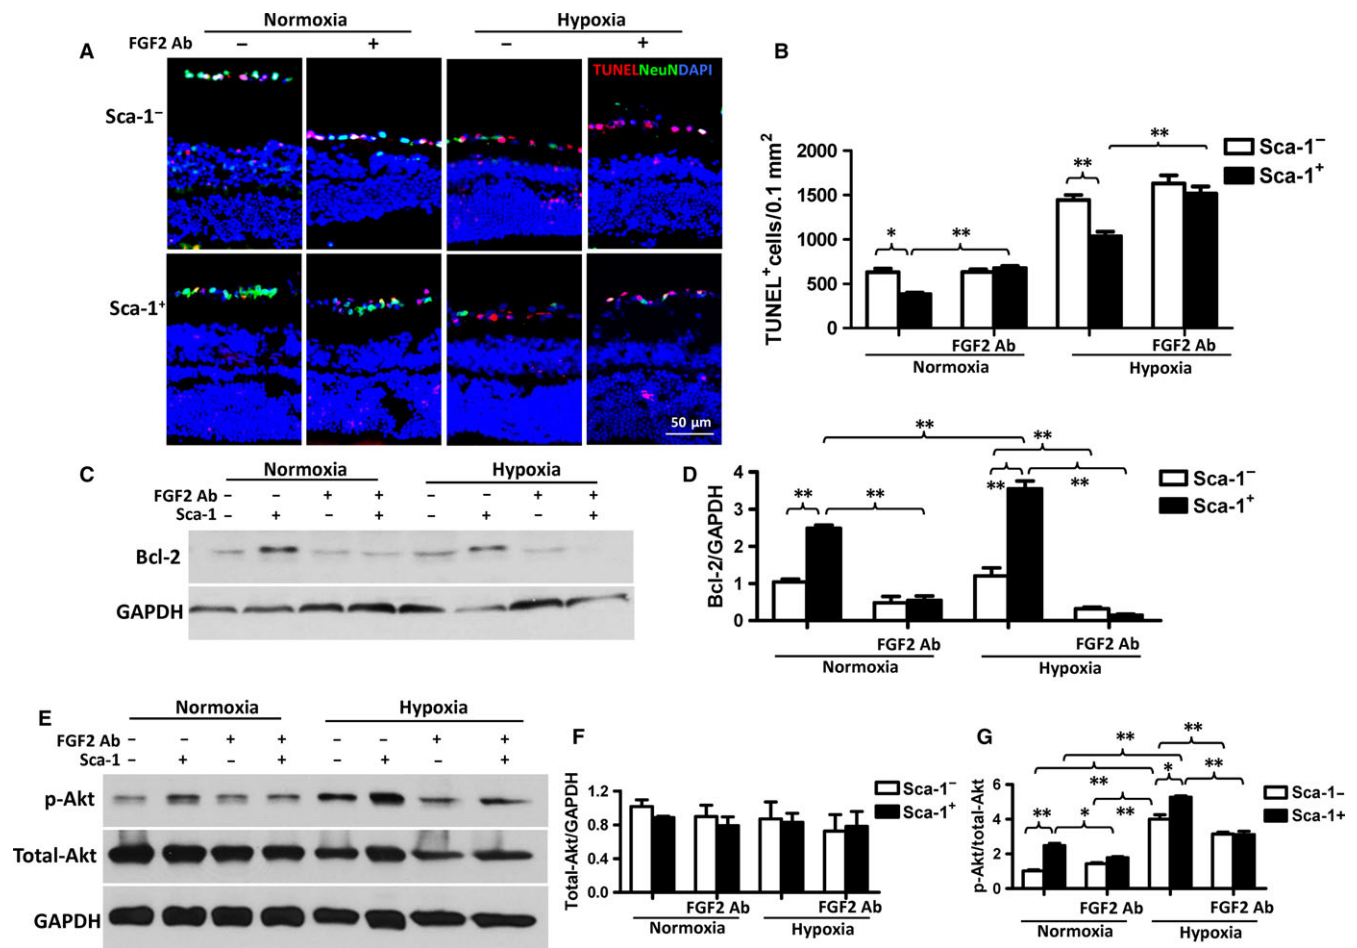 A
Normoxia Hypoxia
FGF2 Ab – + – +
TUNELNeuNDAPI
Sca-1⁻
Sca-1⁺
50 µm
B
TUNEL⁺cells/0.1 mm²
2000
1500
1000
500
0
* ** ** **
Sca-1⁻
Sca-1⁺
FGF2 Ab FGF2 Ab
Normoxia Hypoxia
C
Normoxia Hypoxia
FGF2 Ab – – + + – – + +
Sca-1 – + – + – + – +
Bcl-2
GAPDH
D
Bcl-2/GAPDH
4
3
2
1
0
** **
** ** ** **
Sca-1⁻
Sca-1⁺
FGF2 Ab FGF2 Ab
Normoxia Hypoxia
E
Normoxia Hypoxia
FGF2 Ab – – + + – – + +
Sca-1 – + – + – + – +
p-Akt
Total-Akt
GAPDH
F
Total-Akt/GAPDH
1.2
0.8
0.4
0.0
Sca-1⁻
Sca-1⁺
FGF2 Ab FGF2 Ab
Normoxia Hypoxia
G
p-Akt/total-Akt
6
4
2
0
** **
** * **
** * **
Sca-1–
Sca-1+
FGF2 Ab FGF2 Ab
Normoxia Hypoxia